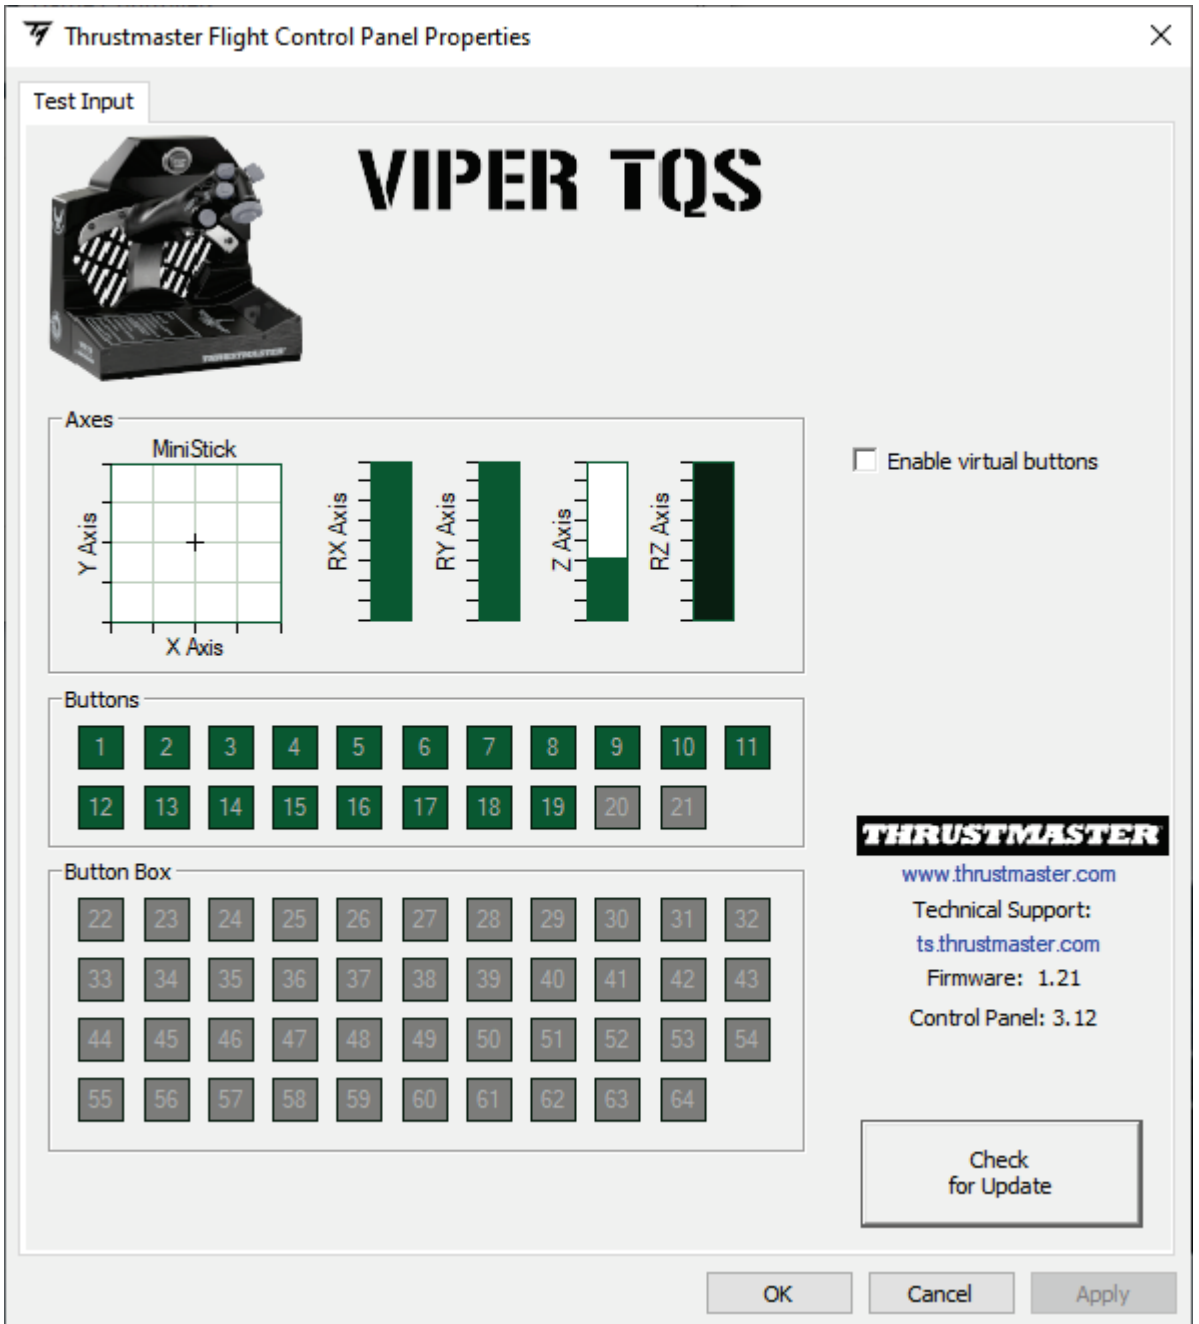 Thrustmaster Flight Control Panel Properties
Test Input
VIPER TQS
THRUSTMASTER
Axes
MiniStick
Y Axis
X Axis
RX Axis
RY Axis
Z Axis
RZ Axis
Enable virtual buttons
Buttons
1 2 3 4 5 6 7 8 9 10 11
12 13 14 15 16 17 18 19 20 21
Button Box
22 23 24 25 26 27 28 29 30 31 32
33 34 35 36 37 38 39 40 41 42 43
44 45 46 47 48 49 50 51 52 53 54
55 56 57 58 59 60 61 62 63 64
THRUSTMASTER
www.thrustmaster.com
Technical Support:
ts.thrustmaster.com
Firmware: 1.21
Control Panel: 3.12
Check
for Update
OK
Cancel
Apply